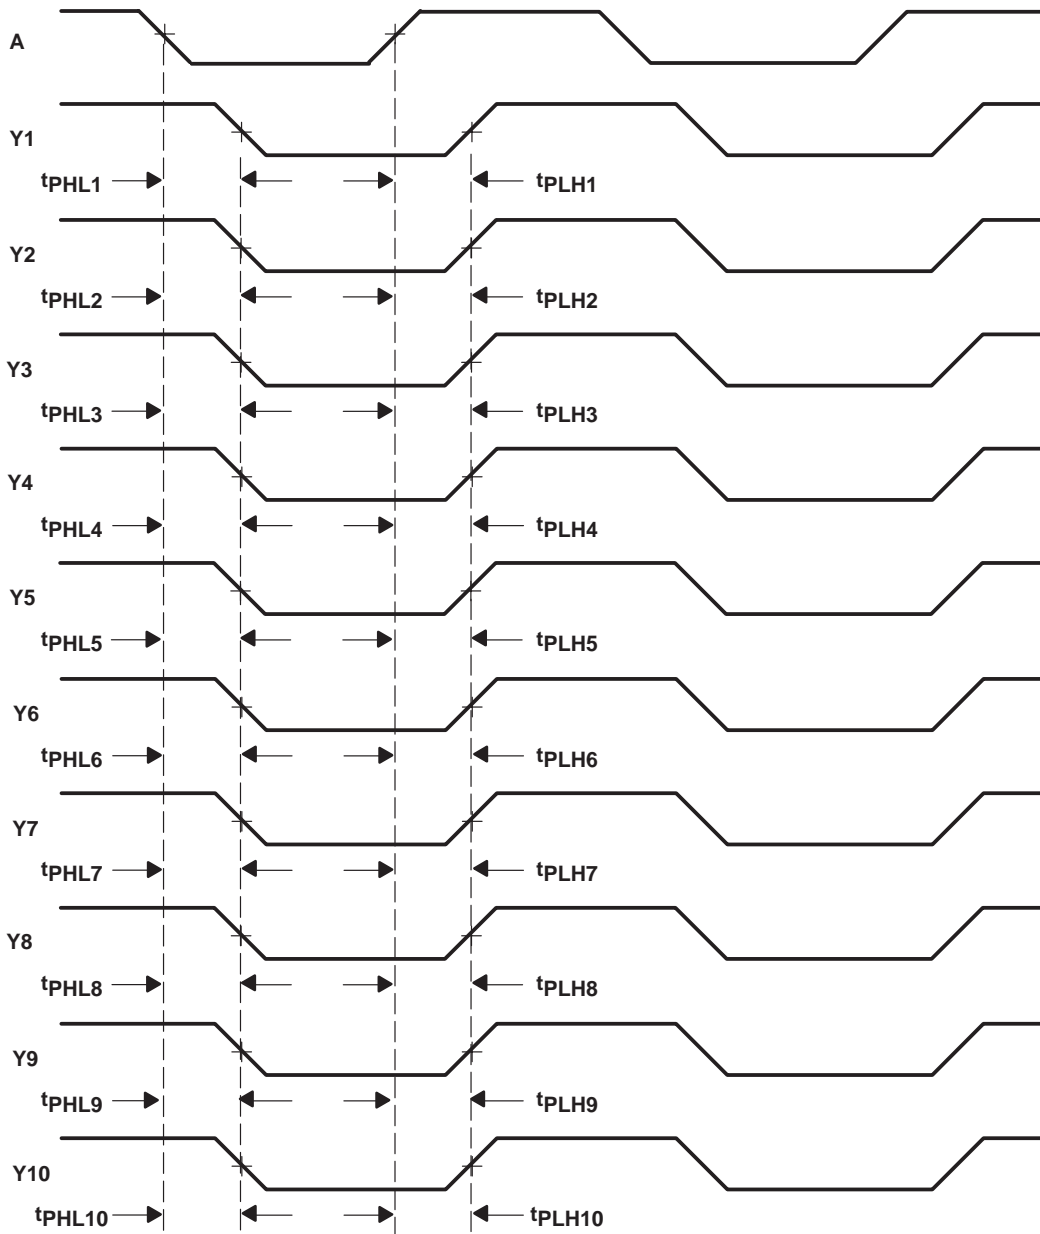 A
Y1
tPHL1 tPLH1
Y2
tPHL2 tPLH2
Y3
tPHL3 tPLH3
Y4
tPHL4 tPLH4
Y5
tPHL5 tPLH5
Y6
tPHL6 tPLH6
Y7
tPHL7 tPLH7
Y8
tPHL8 tPLH8
Y9
tPHL9 tPLH9
Y10
tPHL10 tPLH10